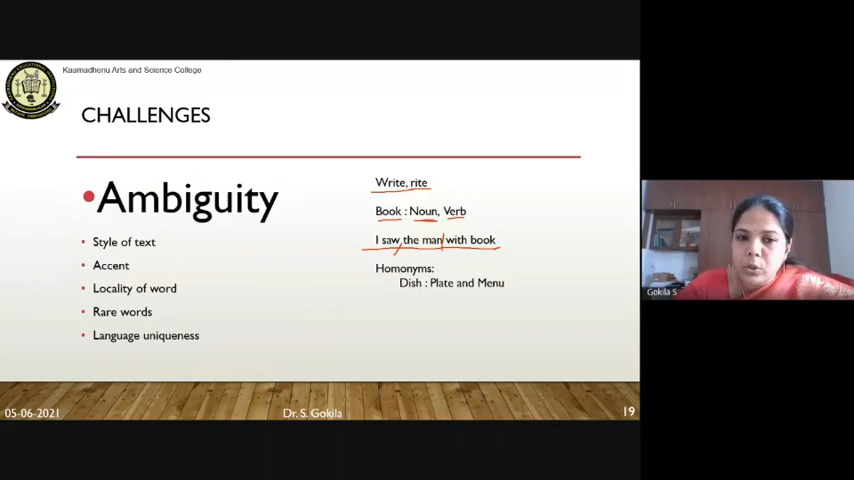 Kaamadhenu Arts and Science College
CHALLENGES
•Ambiguity
• Style of text
• Accent
• Locality of word
• Rare words
• Language uniqueness
Write, rite
Book : Noun, Verb
I saw the man with book
Homonyms:
Dish : Plate and Menu
Gokila S
05-06-2021
Dr. S. Gokila
19